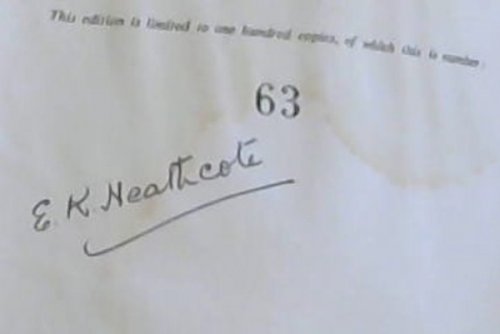 This edition is limited to one hundred copies, of which this is number:
63
E. K Heathcote